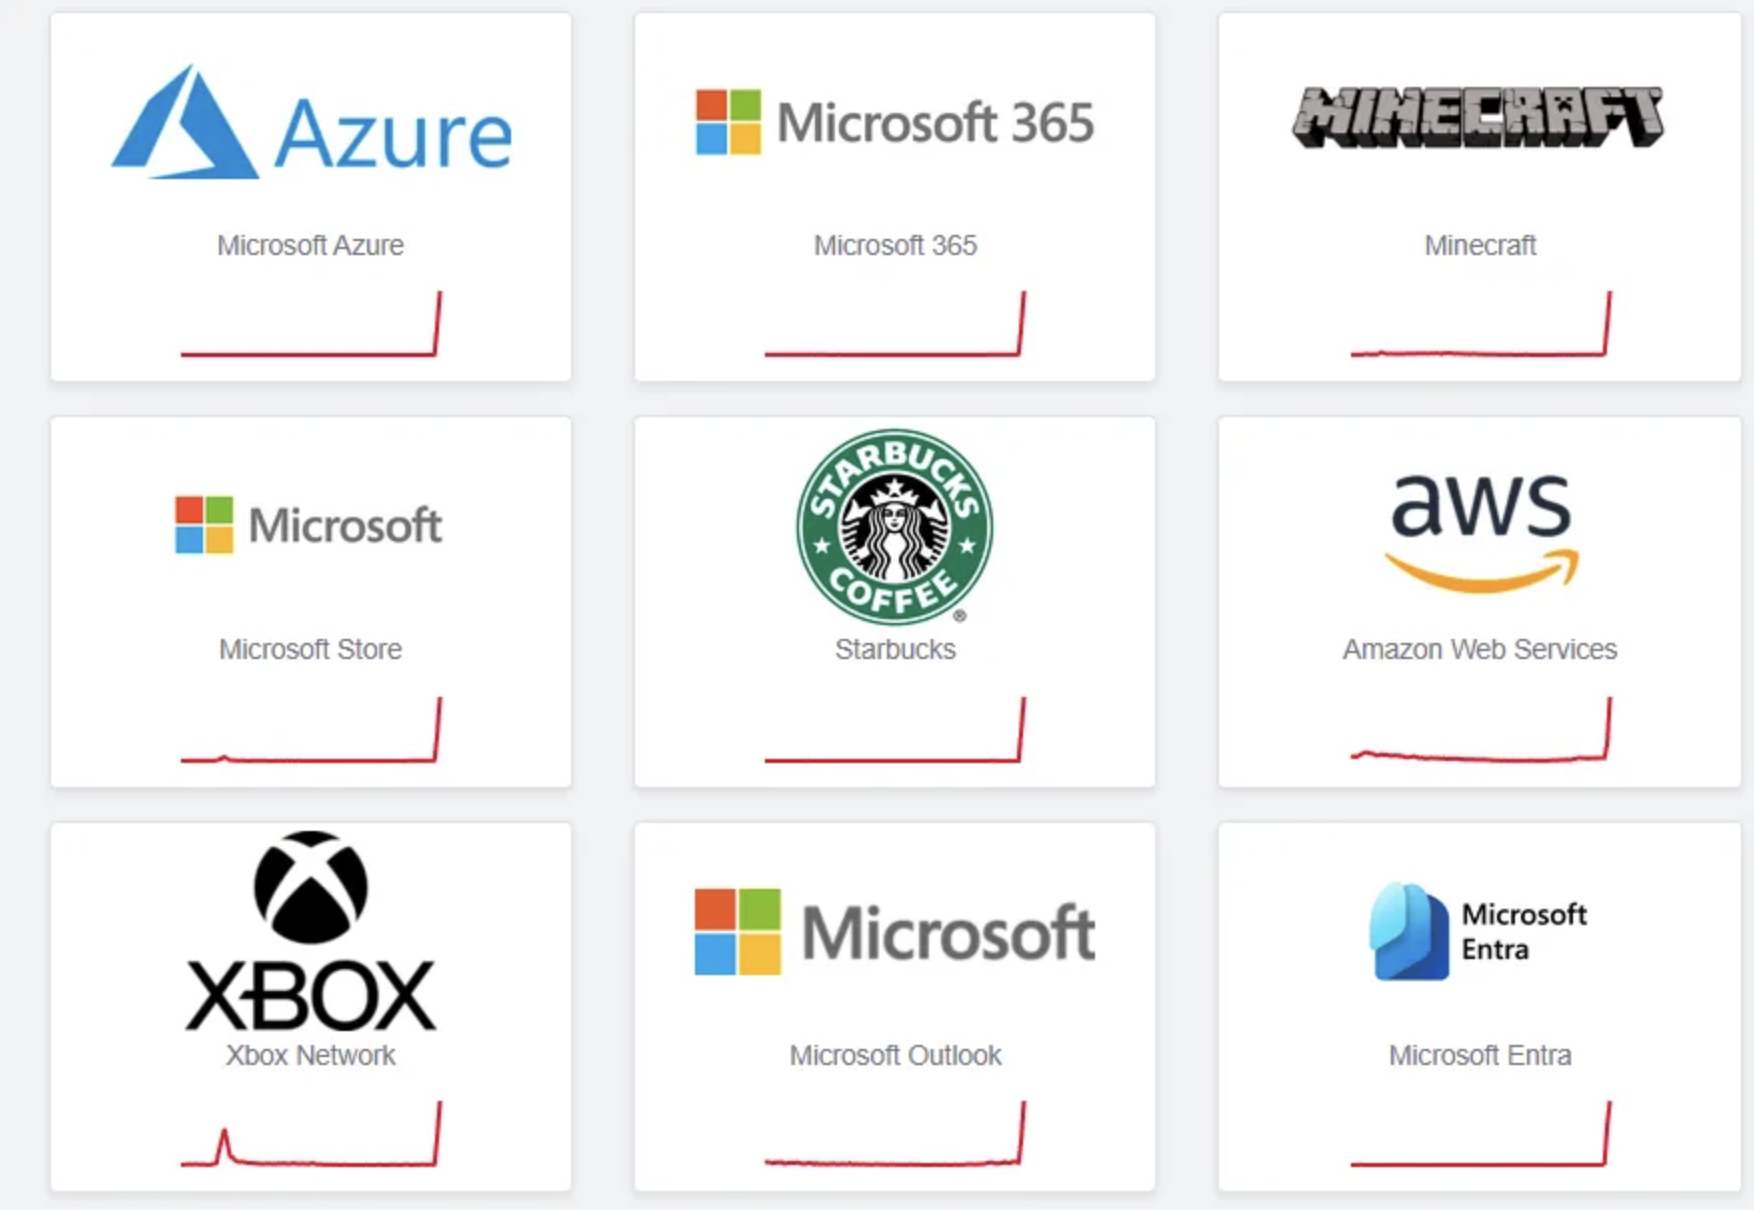 Azure
Microsoft Azure
Microsoft 365
Microsoft 365
MINECRAFT
Minecraft
Microsoft
Microsoft Store
STARBUCKS
COFFEE
®
Starbucks
aws
Amazon Web Services
XBOX
Xbox Network
Microsoft
Microsoft Outlook
Microsoft
Entra
Microsoft Entra